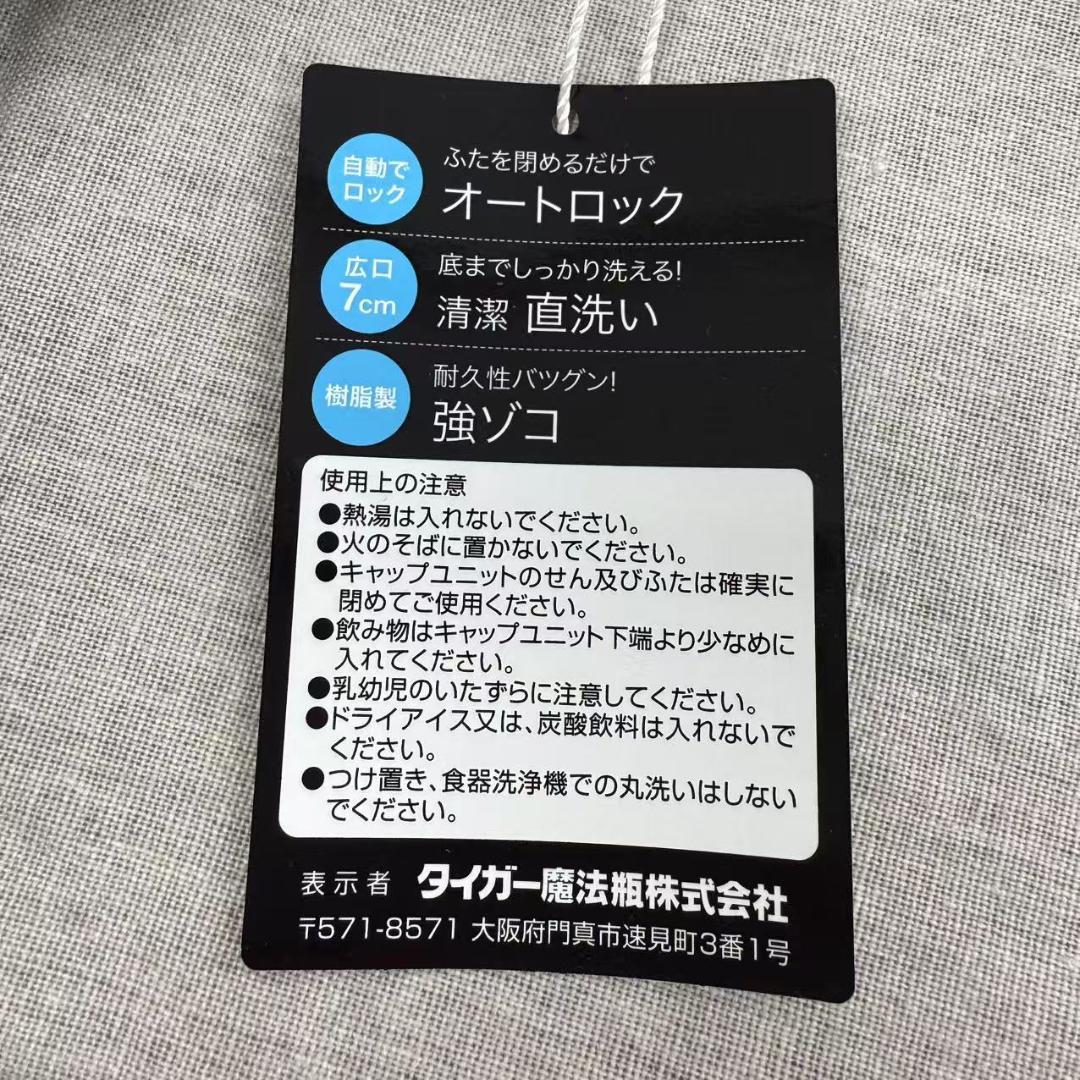 自動で
ロック
ふたを閉めるだけで
オートロック
広口
7cm
底までしっかり洗える!
清潔 直洗い
樹脂製
耐久性バツグン!
強ゾコ
使用上の注意
●熱湯は入れないでください。
●火のそばに置かないでください。
●キャップユニットのせん及びふたは確実に
閉めてご使用ください。
●飲み物はキャップユニット下端より少なめに
入れてください。
●乳幼児のいたずらに注意してください。
●ドライアイス又は、炭酸飲料は入れないで
ください。
●つけ置き、食器洗浄機での丸洗いはしない
でください。
表示者 タイガー魔法瓶株式会社
〒571-8571 大阪府門真市速見町3番1号